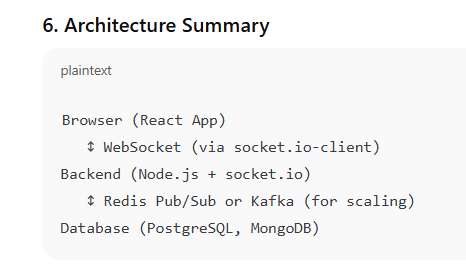 6. Architecture Summary
plaintext
Browser (React App)
↕ WebSocket (via socket.io-client)
Backend (Node.js + socket.io)
↕ Redis Pub/Sub or Kafka (for scaling)
Database (PostgreSQL, MongoDB)